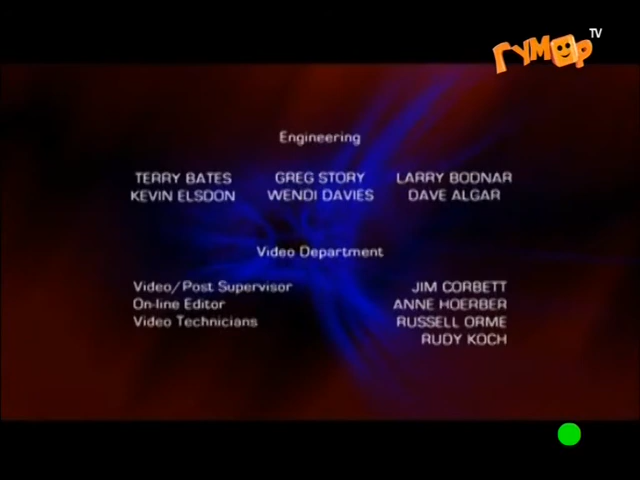 ГУМОР TV
Engineering
TERRY BATES GREG STORY LARRY BODNAR
KEVIN ELSDON WENDI DAVIES DAVE ALGAR
Video Department
Video/Post Supervisor JIM CORBETT
On-line Editor ANNE HOERBER
Video Technicians RUSSELL ORME
RUDY KOCH